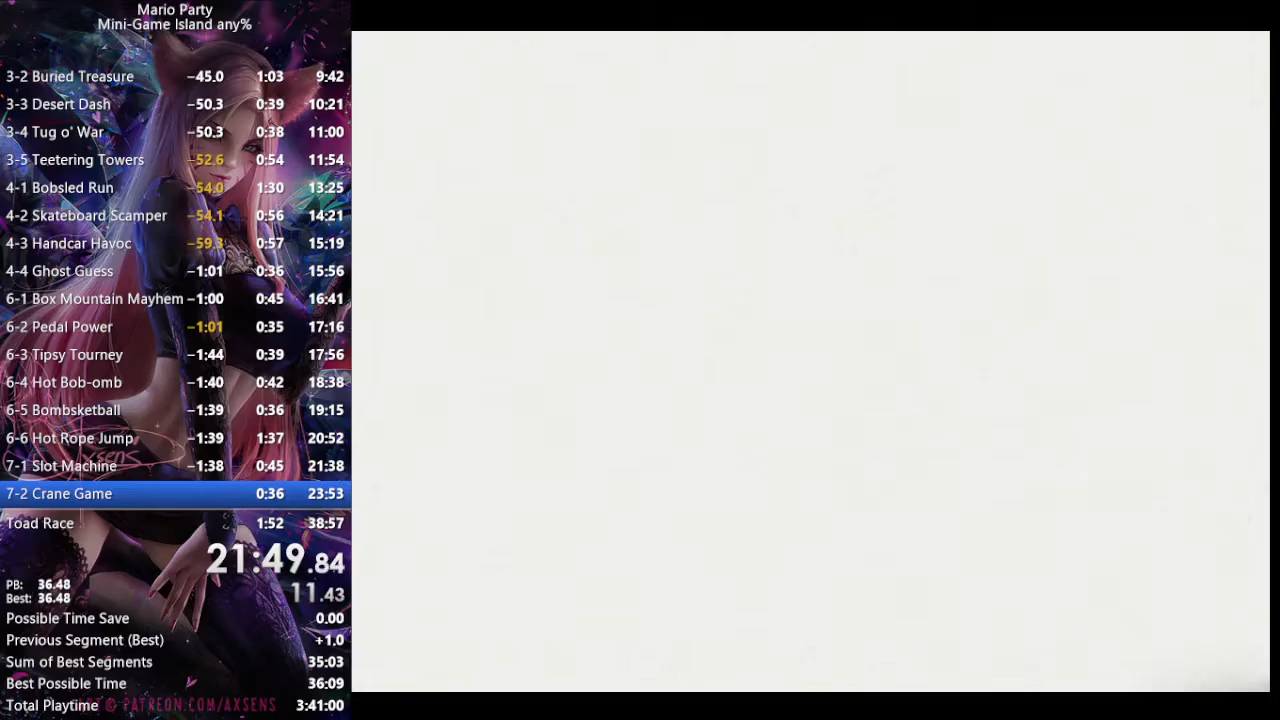 Mario Party
Mini-Game Island any%
3-2 Buried Treasure −45.0 1:03 9:42
3-3 Desert Dash −50.3 0:39 10:21
3-4 Tug o' War −50.3 0:38 11:00
3-5 Teetering Towers −52.6 0:54 11:54
4-1 Bobsled Run −54.0 1:30 13:25
4-2 Skateboard Scamper −54.1 0:56 14:21
4-3 Handcar Havoc −59.3 0:57 15:19
4-4 Ghost Guess −1:01 0:36 15:56
6-1 Box Mountain Mayhem −1:00 0:45 16:41
6-2 Pedal Power −1:01 0:35 17:16
6-3 Tipsy Tourney −1:44 0:39 17:56
6-4 Hot Bob-omb −1:40 0:42 18:38
6-5 Bombsketball −1:39 0:36 19:15
6-6 Hot Rope Jump −1:39 1:37 20:52
7-1 Slot Machine −1:38 0:45 21:38
7-2 Crane Game 0:36 23:53
Toad Race 1:52 38:57
21:49.84
PB: 36.48
Best: 36.48
11.43
Possible Time Save 0.00
Previous Segment (Best) +1.0
Sum of Best Segments 35:03
Best Possible Time 36:09
Total Playtime 3:41:00
© PATREON.COM/AXSENS